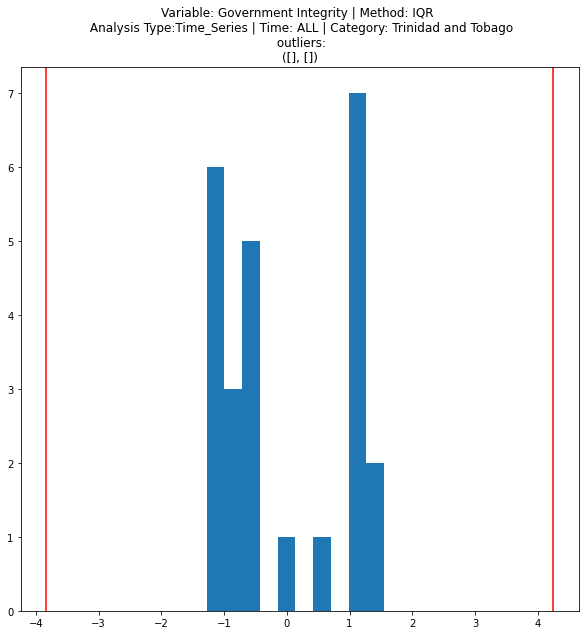 Variable: Government Integrity | Method: IQR
Analysis Type:Time_Series | Time: ALL | Category: Trinidad and Tobago
outliers:
([], [])
7
6
5
4
3
2
1
0
−4 −3 −2 −1 0 1 2 3 4